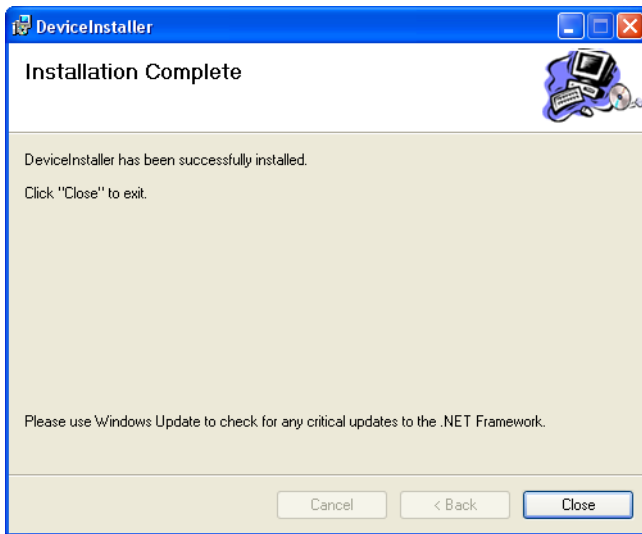 DeviceInstaller
Installation Complete
DeviceInstaller has been successfully installed.
Click "Close" to exit.
Please use Windows Update to check for any critical updates to the .NET Framework.
Cancel
< Back
Close